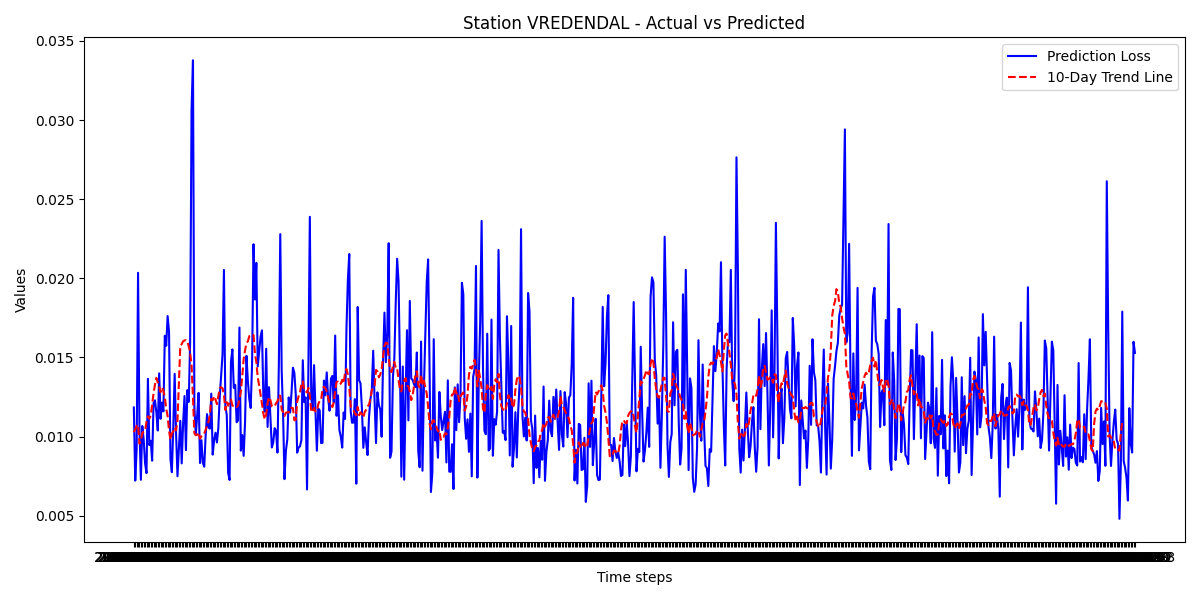 Station VREDENDAL - Actual vs Predicted
Prediction Loss
10-Day Trend Line
Values
0.035
0.030
0.025
0.020
0.015
0.010
0.005
Time steps